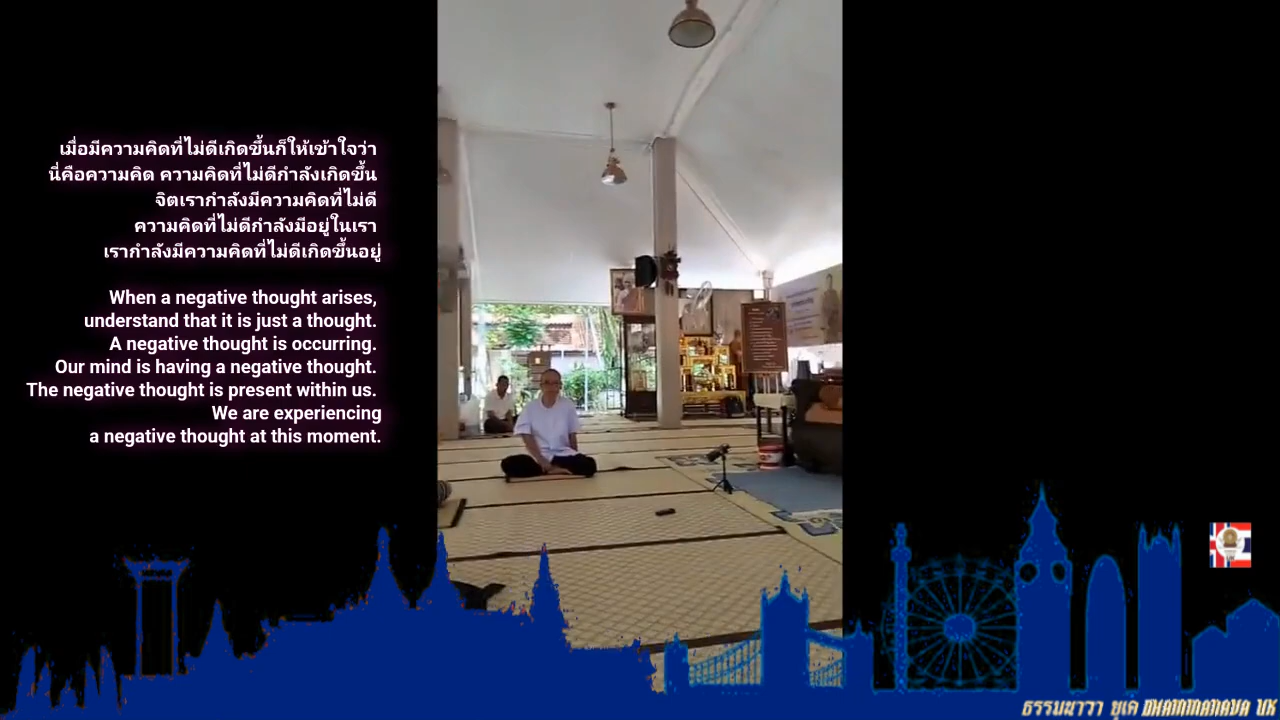 เมื่อมีความคิดที่ไม่ดีเกิดขึ้นก็ให้เข้าใจว่า
นี่คือความคิด ความคิดที่ไม่ดีกำลังเกิดขึ้น
จิตเรากำลังมีความคิดที่ไม่ดี
ความคิดที่ไม่ดีกำลังมีอยู่ในเรา
เรากำลังมีความคิดที่ไม่ดีเกิดขึ้นอยู่
When a negative thought arises,
understand that it is just a thought.
A negative thought is occurring.
Our mind is having a negative thought.
The negative thought is present within us.
We are experiencing
a negative thought at this moment.
ธรรมนาวา ยูเค DHAMMANAVA UK